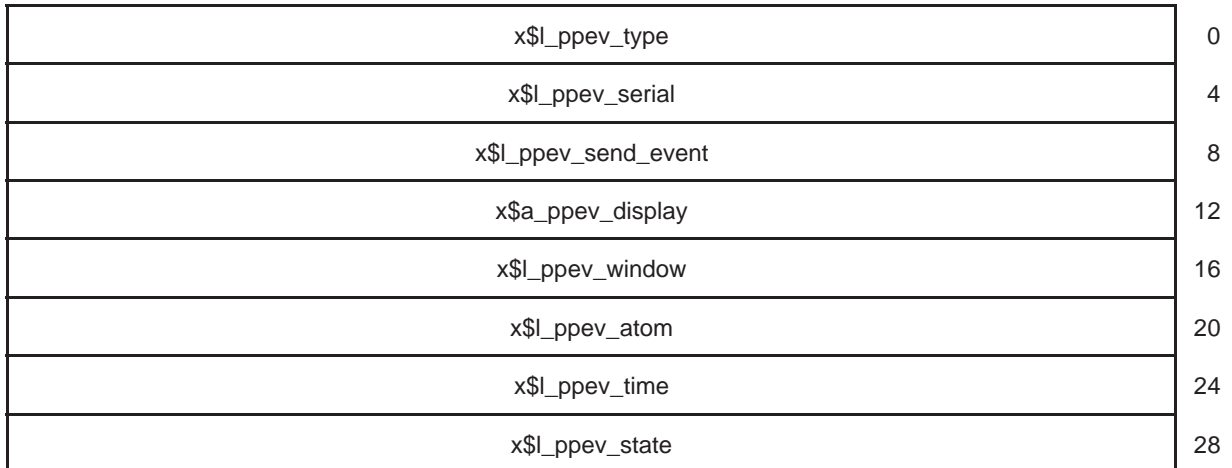 x$l_ppev_type 0
x$l_ppev_serial 4
x$l_ppev_send_event 8
x$a_ppev_display 12
x$l_ppev_window 16
x$l_ppev_atom 20
x$l_ppev_time 24
x$l_ppev_state 28